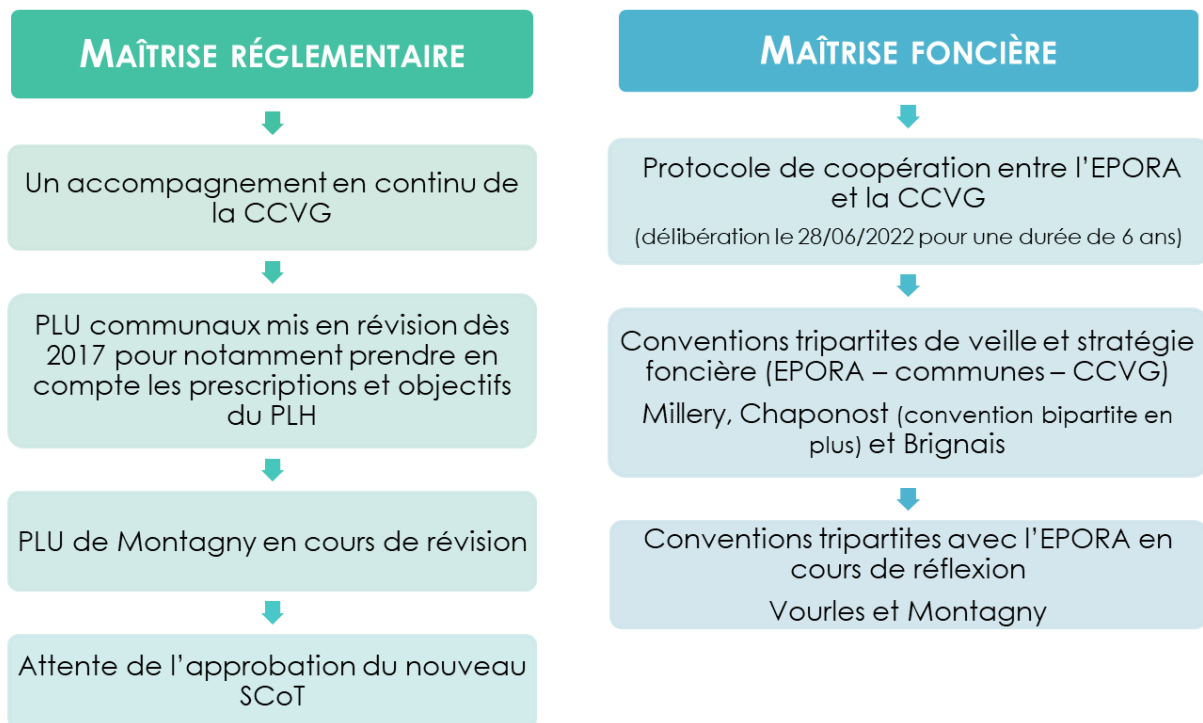 MAÎTRISE RÉGLEMENTAIRE
Un accompagnement en continu de
la CCVG
PLU communaux mis en révision dès
2017 pour notamment prendre en
compte les prescriptions et objectifs
du PLH
PLU de Montagny en cours de révision
Attente de l'approbation du nouveau
SCoT
MAÎTRISE FONCIÈRE
Protocole de coopération entre l'EPORA
et la CCVG
(délibération le 28/06/2022 pour une durée de 6 ans)
Conventions tripartites de veille et stratégie
foncière (EPORA – communes – CCVG)
Millery, Chaponost (convention bipartite en
plus) et Brignais
Conventions tripartites avec l'EPORA en
cours de réflexion
Vourles et Montagny